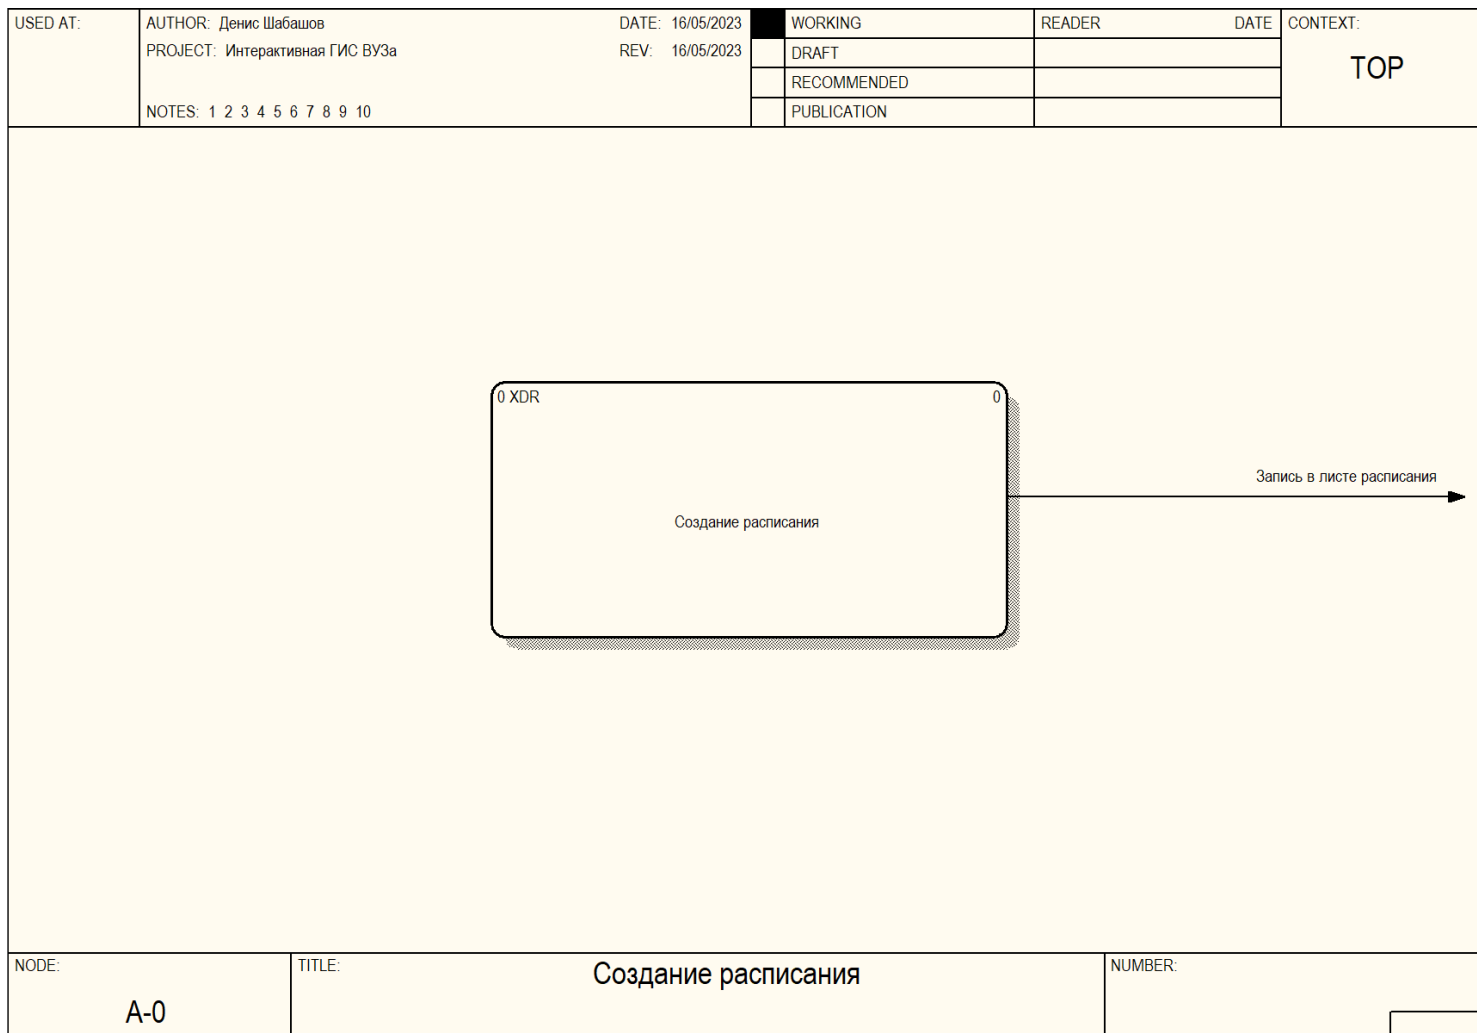 USED AT:
AUTHOR: Денис Шабашов
DATE: 16/05/2023
PROJECT: Интерактивная ГИС ВУЗа
REV: 16/05/2023
NOTES: 1 2 3 4 5 6 7 8 9 10
WORKING
DRAFT
RECOMMENDED
PUBLICATION
READER DATE
CONTEXT:
TOP
0 XDR 0
Создание расписания
Запись в листе расписания
NODE:
A-0
TITLE:
Создание расписания
NUMBER: